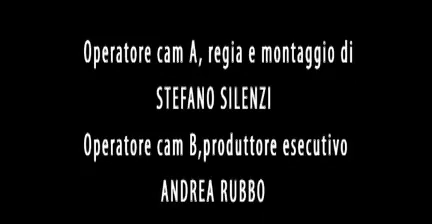 Operatore cam A, regia e montaggio di
STEFANO SILENZI
Operatore cam B,produttore esecutivo
ANDREA RUBBO